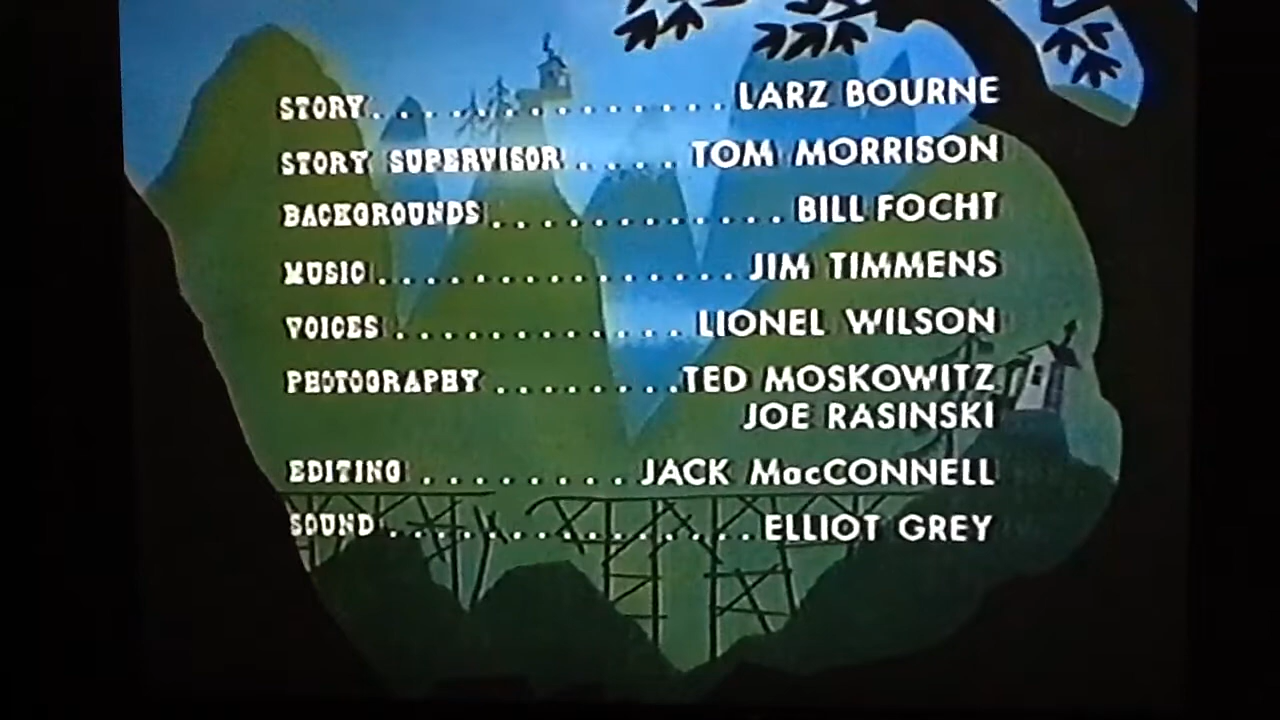 STORY.............. LARZ BOURNE
STORY SUPERVISOR.... TOM MORRISON
BACKGROUNDS............ BILL FOCHT
MUSIC............... JIM TIMMENS
VOICES............ LIONEL WILSON
PHOTOGRAPHY........ TED MOSKOWITZ
JOE RASINSKI
EDITING........ JACK MacCONNELL
SOUND............... ELLIOT GREY